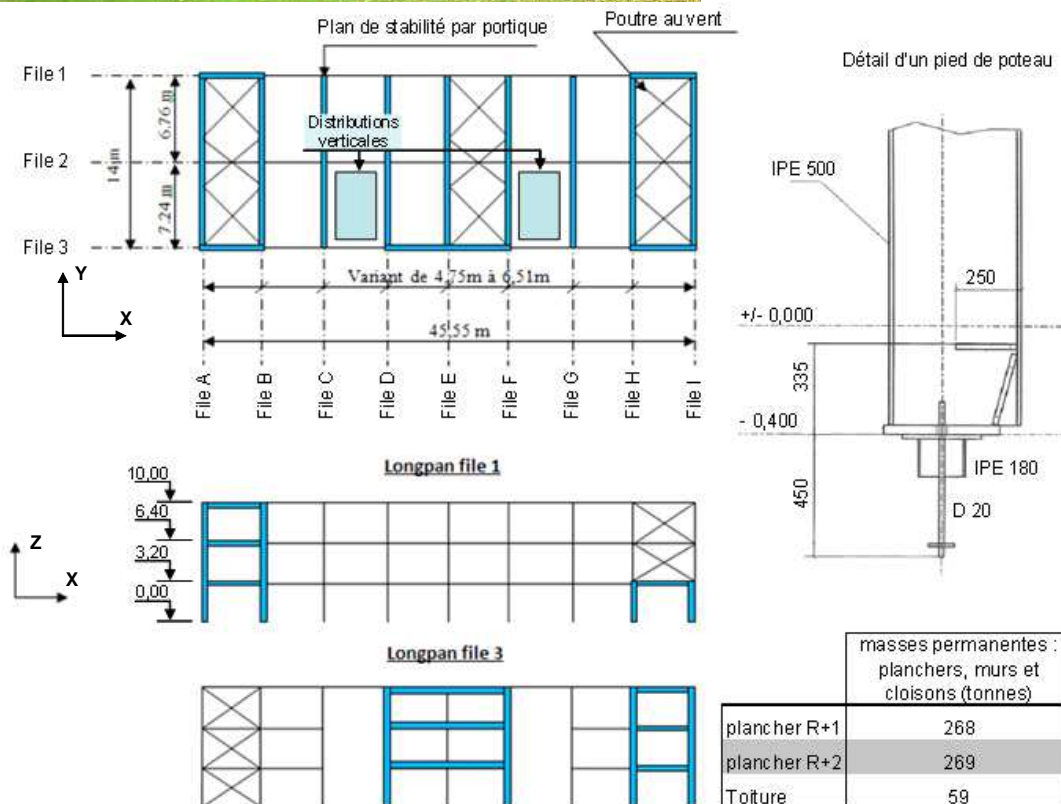 Plan de stabilité par portique
Poutre au vent
File 1
File 2
File 3
14 m
6.76 m
7.24 m
Distributions
verticales
Y
X
Variant de 4,75m à 6,51m
45,55 m
File A
File B
File C
File D
File E
File F
File G
File H
File I
Détail d'un pied de poteau
IPE 500
250
+/- 0,000
335
- 0,400
450
IPE 180
D 20
Longpan file 1
10,00
6,40
3,20
0,00
Z
X
Longpan file 3
masses permanentes :
planchers, murs et
cloisons (tonnes)
plancher R+1 268
plancher R+2 269
Toiture 59